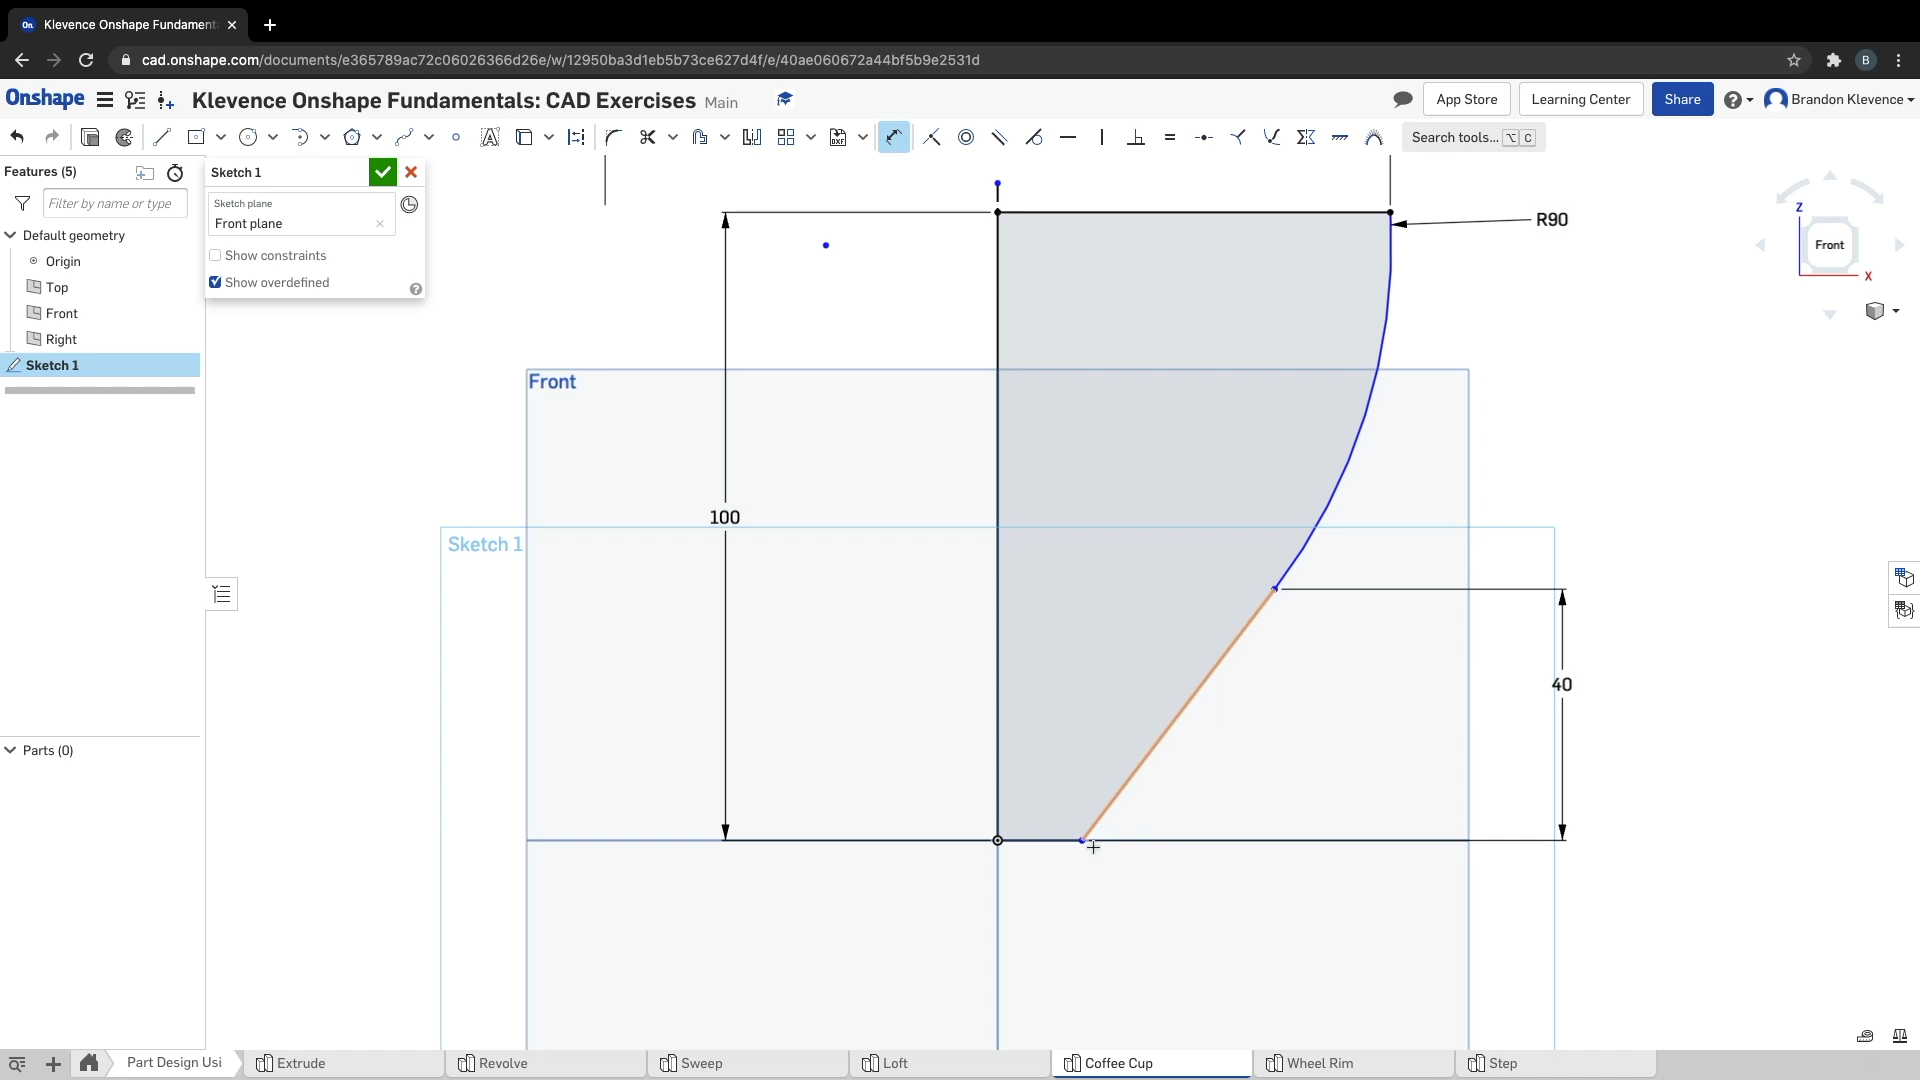 Klevence Onshape Fundament
cad.onshape.com/documents/e365789ac72c06026366d26e/w/12950ba3d1eb5b73ce627d4f/e/40ae060672a44bf5b9e2531d
B
Onshape
Klevence Onshape Fundamentals: CAD Exercises Main
App Store
Learning Center
Share
Brandon Klevence
Search tools... ⌥ C
Features (5)
Filter by name or type
Default geometry
Origin
Top
Front
Right
Sketch 1
Parts (0)
Sketch 1
Sketch plane
Front plane
Show constraints
Show overdefined
R90
Front
100
Sketch 1
40
Z
Front
X
Part Design Usi
Extrude
Revolve
Sweep
Loft
Coffee Cup
Wheel Rim
Step